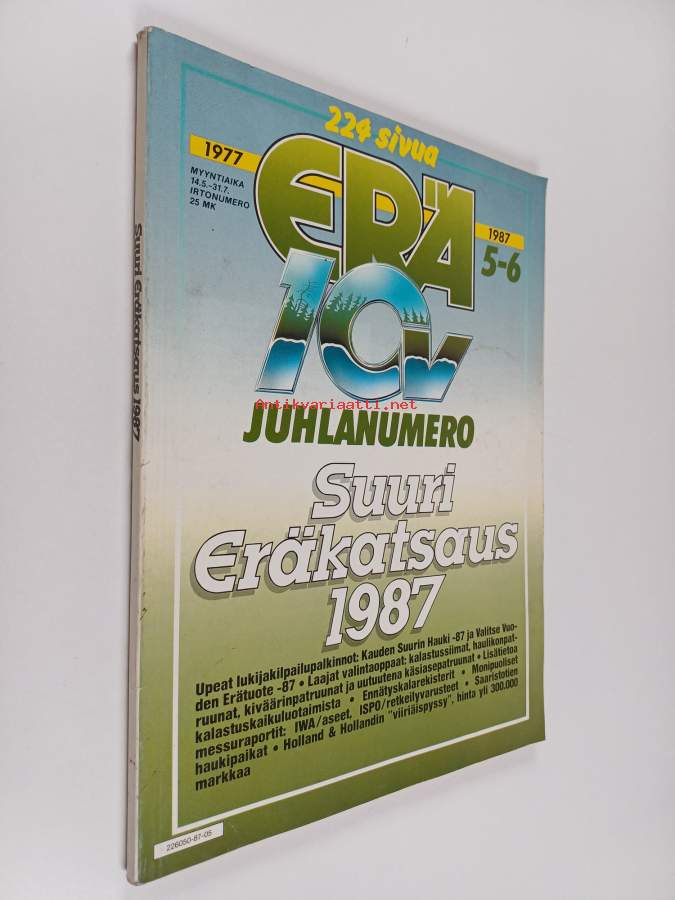 224 sivua
1977
MYYNTIAIKA
14.5.-31.7.
IRTONUMERO
25 MK
ERÄ
1987
5-6
10v
Antikvariaatti.net
JUHLANUMERO
Suuri
Eräkatsaus
1987
Upeat lukijakilpailupalkinnot: Kauden Suurin Hauki -87 ja Valitse Vuo-
den Erätuote -87 • Laajat valintaoppaat: kalastussiimat, haulikonpat-
ruunat, kiväärinpatruunat ja uutuutena käsiasepatruunat • Lisätietoa
kalastuskaikuluotaimista • Ennätyskalarekisterit • Monipuoliset
messuraportit: IWA/aseet, ISPO/retkeilyvarusteet • Saaristotien
haukipaikat • Holland & Hollandin "viiriäispyssy", hinta yli 300.000
markkaa
226050-87-05
Suuri eräkatsaus 1987